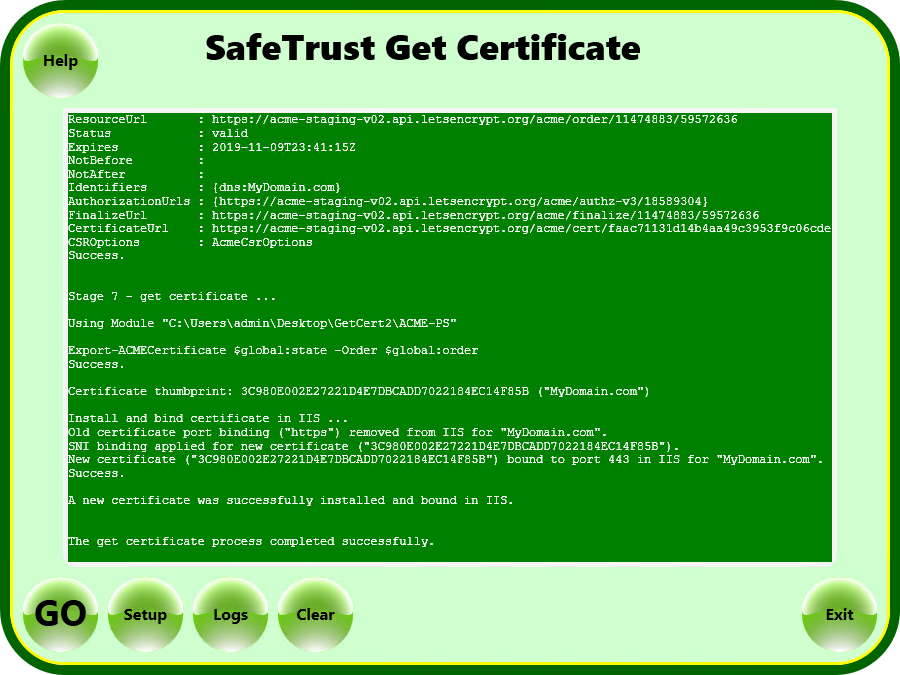 SafeTrust Get Certificate
Help
ResourceUrl : https://acme-staging-v02.api.letsencrypt.org/acme/order/11474883/59572636
Status : valid
Expires : 2019-11-09T23:41:15Z
NotBefore :
NotAfter :
Identifiers : {dns:MyDomain.com}
AuthorizationUrls : {https://acme-staging-v02.api.letsencrypt.org/acme/authz-v3/18589304}
FinalizeUrl : https://acme-staging-v02.api.letsencrypt.org/acme/finalize/11474883/59572636
CertificateUrl : https://acme-staging-v02.api.letsencrypt.org/acme/cert/faac71131d14b4aa49c3953f9c06cde
CSROptions : AcmeCsrOptions
Success.
Stage 7 - get certificate ...
Using Module "C:\Users\admin\Desktop\GetCert2\ACME-PS"
Export-ACMECertificate $global:state -Order $global:order
Success.
Certificate thumbprint: 3C980E002E27221D4E7DBCADD7022184EC14F85B ("MyDomain.com")
Install and bind certificate in IIS ...
Old certificate port binding ("https") removed from IIS for "MyDomain.com".
SNI binding applied for new certificate ("3C980E002E27221D4E7DBCADD7022184EC14F85B").
New certificate ("3C980E002E27221D4E7DBCADD7022184EC14F85B") bound to port 443 in IIS for "MyDomain.com".
Success.
A new certificate was successfully installed and bound in IIS.
The get certificate process completed successfully.
GO Setup Logs Clear Exit